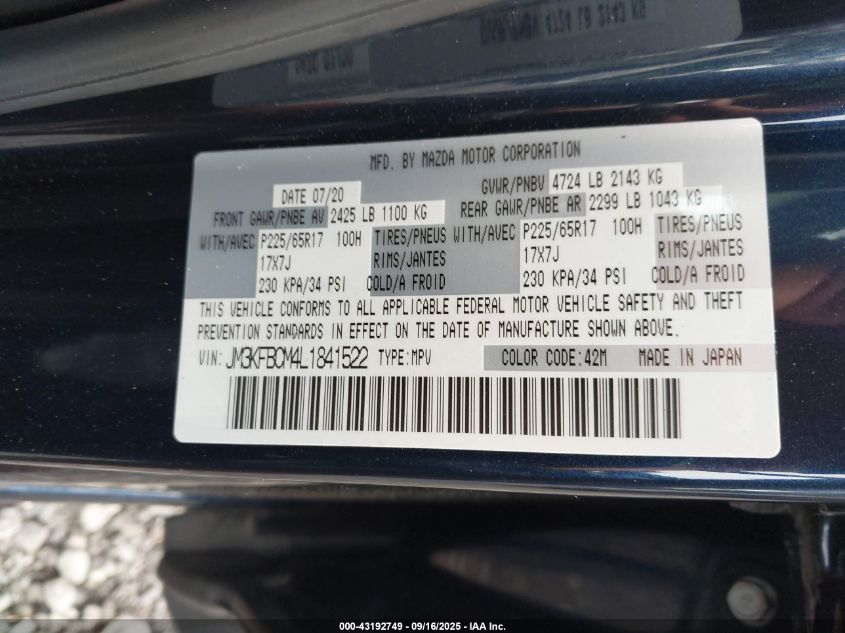 MFD. BY MAZDA MOTOR CORPORATION
DATE 07/20 GVWR/PNBV 4724 LB 2143 KG
FRONT GAWR/PNBE AV 2425 LB 1100 KG REAR GAWR/PNBE AR 2299 LB 1043 KG
WITH/AVEC P225/65R17 100H TIRES/PNEUS WITH/AVEC P225/65R17 100H TIRES/PNEUS
17X7J RIMS/JANTES 17X7J RIMS/JANTES
230 KPA/34 PSI COLD/A FROID 230 KPA/34 PSI COLD/A FROID
THIS VEHICLE CONFORMS TO ALL APPLICABLE FEDERAL MOTOR VEHICLE SAFETY AND THEFT
PREVENTION STANDARDS IN EFFECT ON THE DATE OF MANUFACTURE SHOWN ABOVE.
VIN: JM3KFBCM4L1841522 TYPE:MPV COLOR CODE:42M MADE IN JAPAN
000-43192749 - 09/16/2025 - IAA Inc.